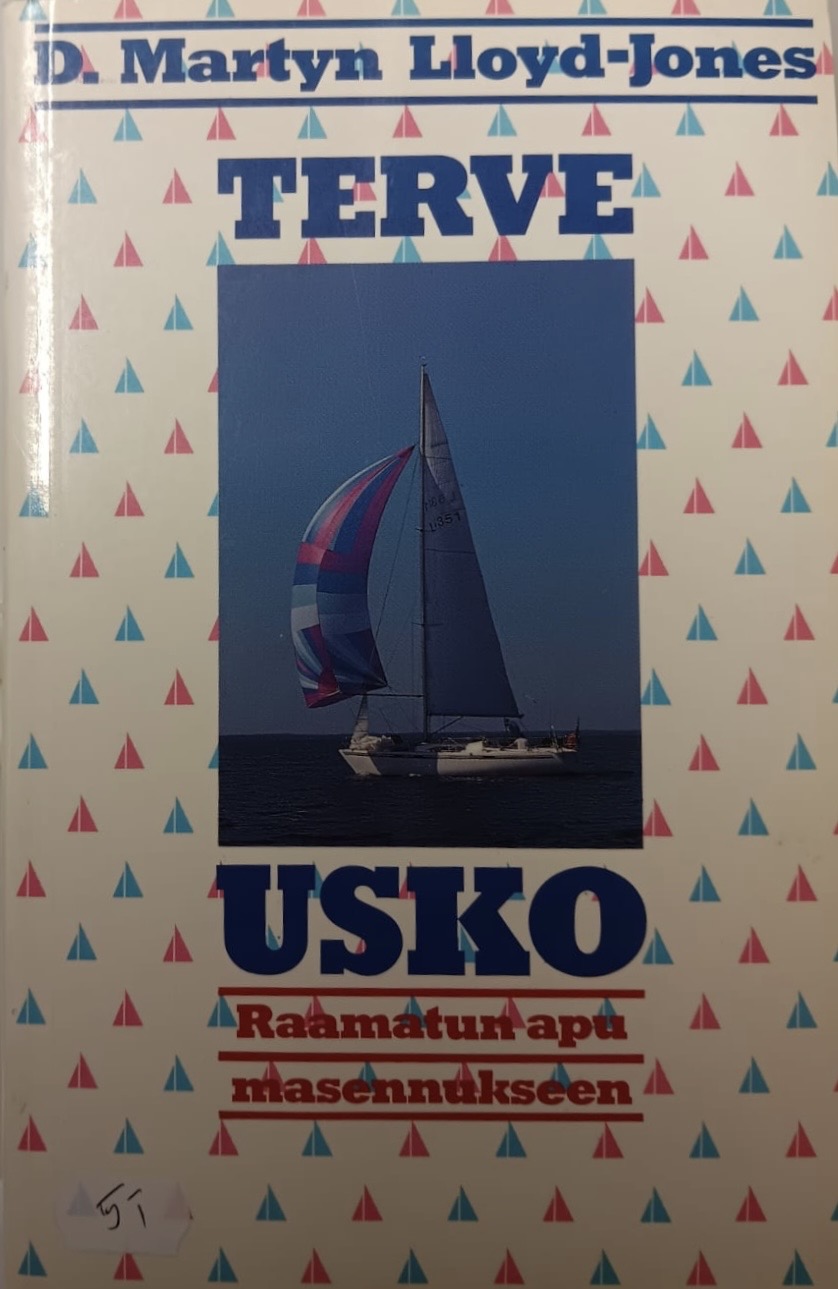 D. Martyn Lloyd-Jones
TERVE
USKO
Raamatun apu
masennukseen